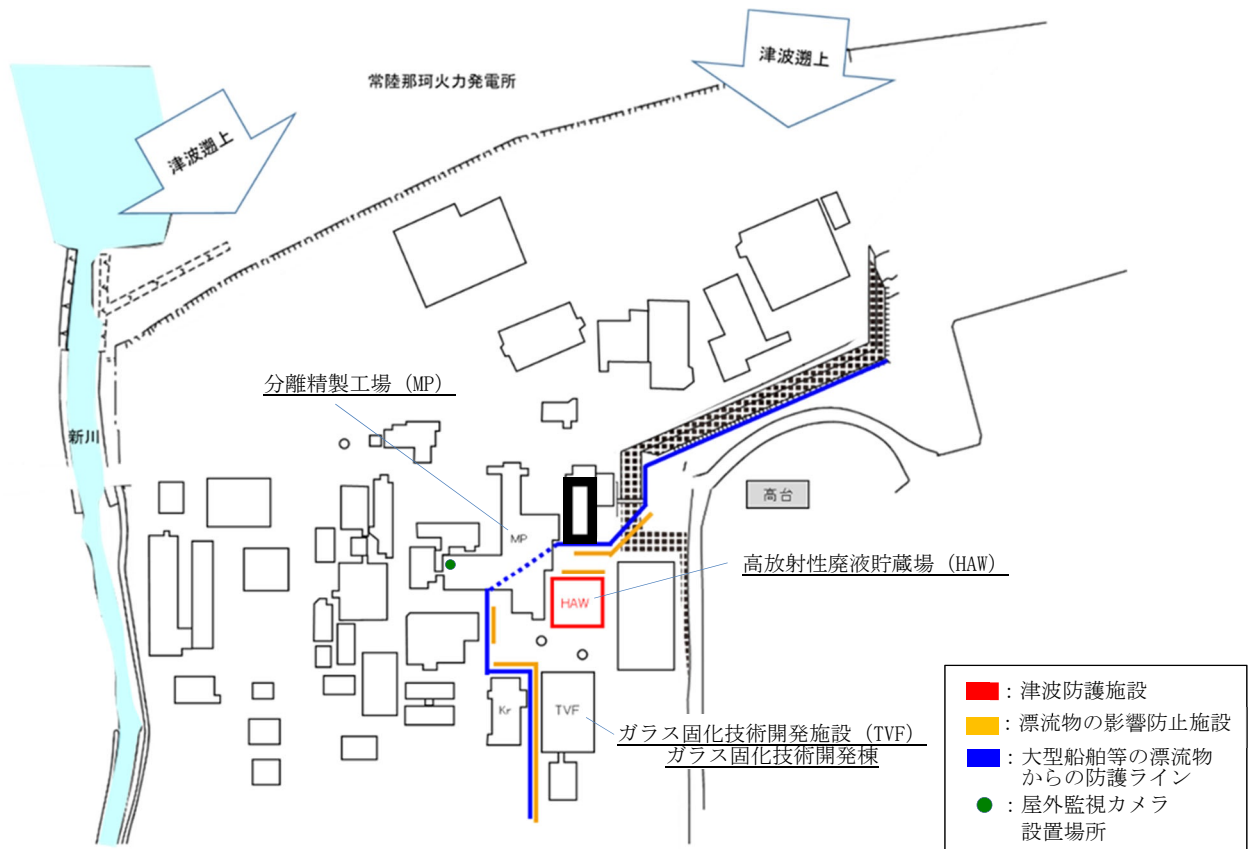 津波遡上
常陸那珂火力発電所
津波遡上
分離精製工場 (MP)
新川
高台
MP
高放射性廃液貯蔵場 (HAW)
HAW
Kr
TVF
ガラス固化技術開発施設 (TVF)
ガラス固化技術開発棟
：津波防護施設
：漂流物の影響防止施設
：大型船舶等の漂流物
からの防護ライン
：屋外監視カメラ
設置場所